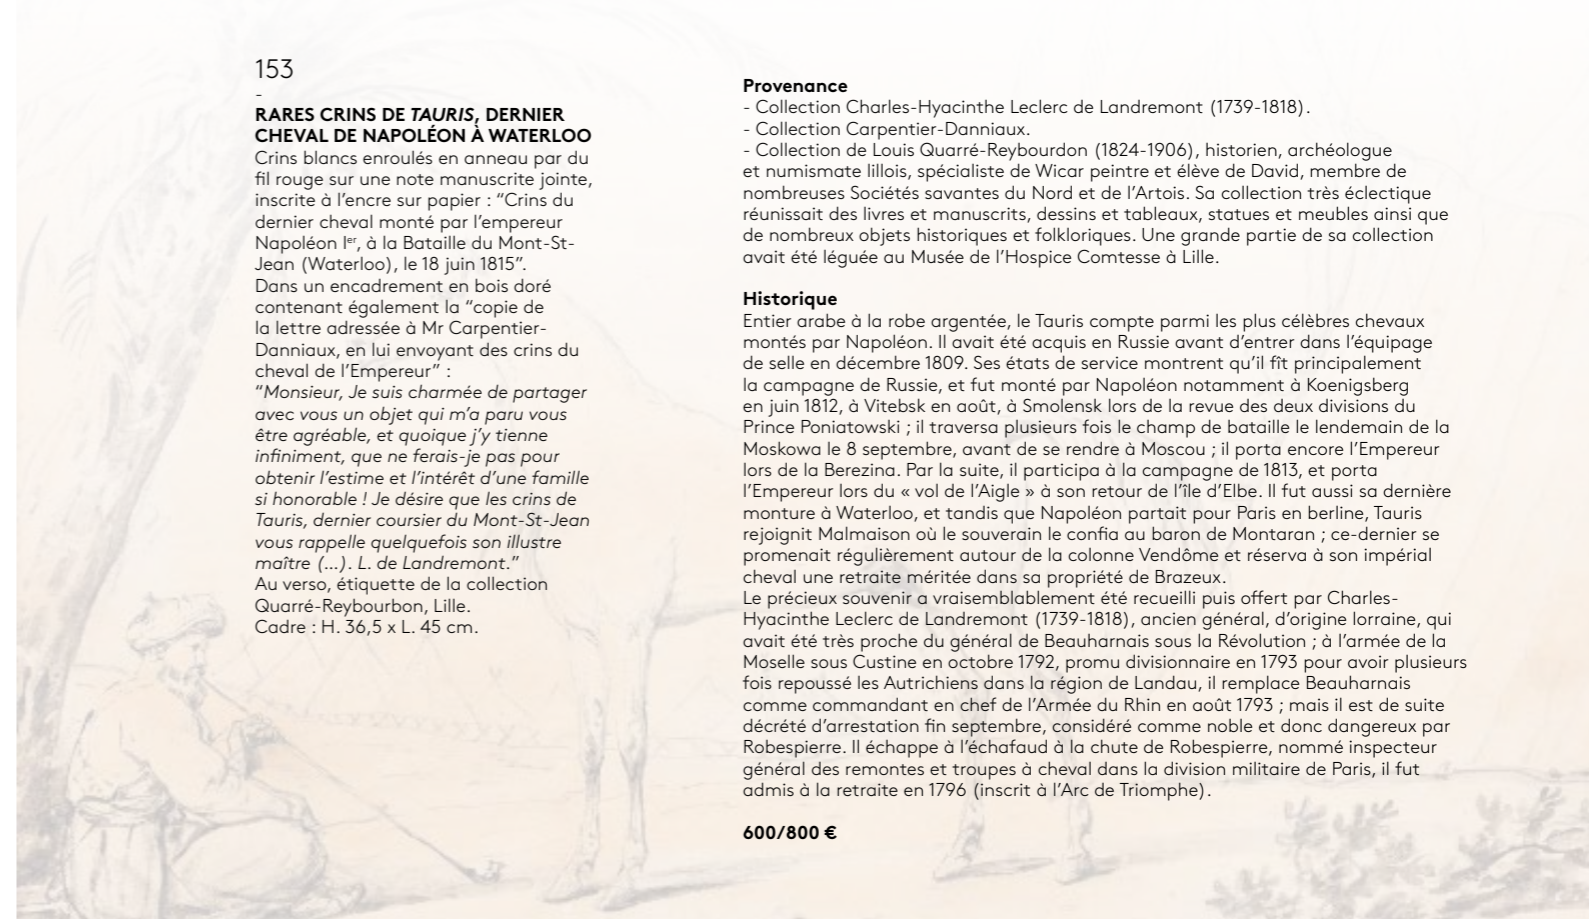 153
-
RARES CRINS DE TAURIS, DERNIER
CHEVAL DE NAPOLÉON À WATERLOO
Crins blancs enroulés en anneau par du
fil rouge sur une note manuscrite jointe,
inscrite à l’encre sur papier : “Crins du
dernier cheval monté par l’empereur
Napoléon Ier, à la Bataille du Mont-St-
Jean (Waterloo), le 18 juin 1815”.
Dans un encadrement en bois doré
contenant également la “copie de
la lettre adressée à Mr Carpentier-
Danniaux, en lui envoyant des crins du
cheval de l’Empereur” :
“Monsieur, Je suis charmée de partager
avec vous un objet qui m’a paru vous
être agréable, et quoique j’y tienne
infiniment, que ne ferais-je pas pour
obtenir l’estime et l’intérêt d’une famille
si honorable ! Je désire que les crins de
Tauris, dernier coursier du Mont-St-Jean
vous rappelle quelquefois son illustre
maître (...). L. de Landremont.”
Au verso, étiquette de la collection
Quarré-Reybourbon, Lille.
Cadre : H. 36,5 x L. 45 cm.
Provenance
- Collection Charles-Hyacinthe Leclerc de Landremont (1739-1818).
- Collection Carpentier-Danniaux.
- Collection de Louis Quarré-Reybourdon (1824-1906), historien, archéologue
et numismate lillois, spécialiste de Wicar peintre et élève de David, membre de
nombreuses Sociétés savantes du Nord et de l’Artois. Sa collection très éclectique
réunissait des livres et manuscrits, dessins et tableaux, statues et meubles ainsi que
de nombreux objets historiques et folkloriques. Une grande partie de sa collection
avait été léguée au Musée de l’Hospice Comtesse à Lille.
Historique
Entier arabe à la robe argentée, le Tauris compte parmi les plus célèbres chevaux
montés par Napoléon. Il avait été acquis en Russie avant d’entrer dans l’équipage
de selle en décembre 1809. Ses états de service montrent qu’il fît principalement
la campagne de Russie, et fut monté par Napoléon notamment à Koenigsberg
en juin 1812, à Vitebsk en août, à Smolensk lors de la revue des deux divisions du
Prince Poniatowski ; il traversa plusieurs fois le champ de bataille le lendemain de la
Moskowa le 8 septembre, avant de se rendre à Moscou ; il porta encore l’Empereur
lors de la Berezina. Par la suite, il participa à la campagne de 1813, et porta
l’Empereur lors du « vol de l’Aigle » à son retour de l’île d’Elbe. Il fut aussi sa dernière
monture à Waterloo, et tandis que Napoléon partait pour Paris en berline, Tauris
rejoignit Malmaison où le souverain le confia au baron de Montaran ; ce-dernier se
promenait régulièrement autour de la colonne Vendôme et réserva à son impérial
cheval une retraite méritée dans sa propriété de Brazeux.
Le précieux souvenir a vraisemblablement été recueilli puis offert par Charles-
Hyacinthe Leclerc de Landremont (1739-1818), ancien général, d’origine lorraine, qui
avait été très proche du général de Beauharnais sous la Révolution ; à l’armée de la
Moselle sous Custine en octobre 1792, promu divisionnaire en 1793 pour avoir plusieurs
fois repoussé les Autrichiens dans la région de Landau, il remplace Beauharnais
comme commandant en chef de l’Armée du Rhin en août 1793 ; mais il est de suite
décrété d’arrestation fin septembre, considéré comme noble et donc dangereux par
Robespierre. Il échappe à l’échafaud à la chute de Robespierre, nommé inspecteur
général des remontes et troupes à cheval dans la division militaire de Paris, il fut
admis à la retraite en 1796 (inscrit à l’Arc de Triomphe).
600/800 €